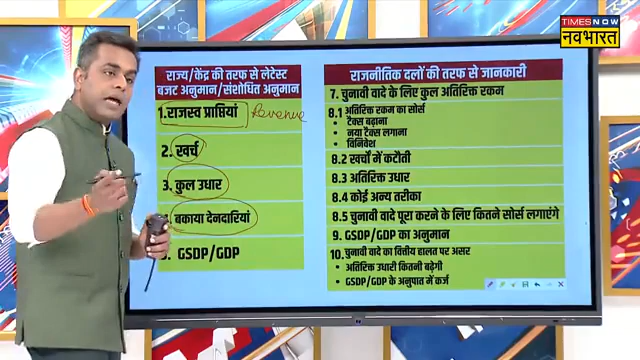 TIMES NOW
नवभारत
राज्य/केंद्र की तरफ से लेटेस्ट
बजट अनुमान/संशोधित अनुमान
1. राजस्व प्राप्तियां Revenue
2. खर्च
3. कुल उधार
बकाया देनदारियां
GSDP/GDP
राजनीतिक दलों की तरफ से जानकारी
7. चुनावी वादे के लिए कुल अतिरिक्त रकम
8.1 अतिरिक्त रकम का सोर्स
• टैक्स बढ़ाना
• नया टैक्स लगाना
• विनिवेश
8.2 खर्चों में कटौती
8.3 अतिरिक्त उधार
8.4 कोई अन्य तरीका
8.5 चुनावी वादे पूरा करने के लिए कितने सोर्स लगाएंगे
9. GSDP/GDP का अनुमान
10. चुनावी वादे का वित्तीय हालत पर असर
• अतिरिक्त उधारी कितनी बढ़ेगी
• GSDP/GDP के अनुपात में कर्ज